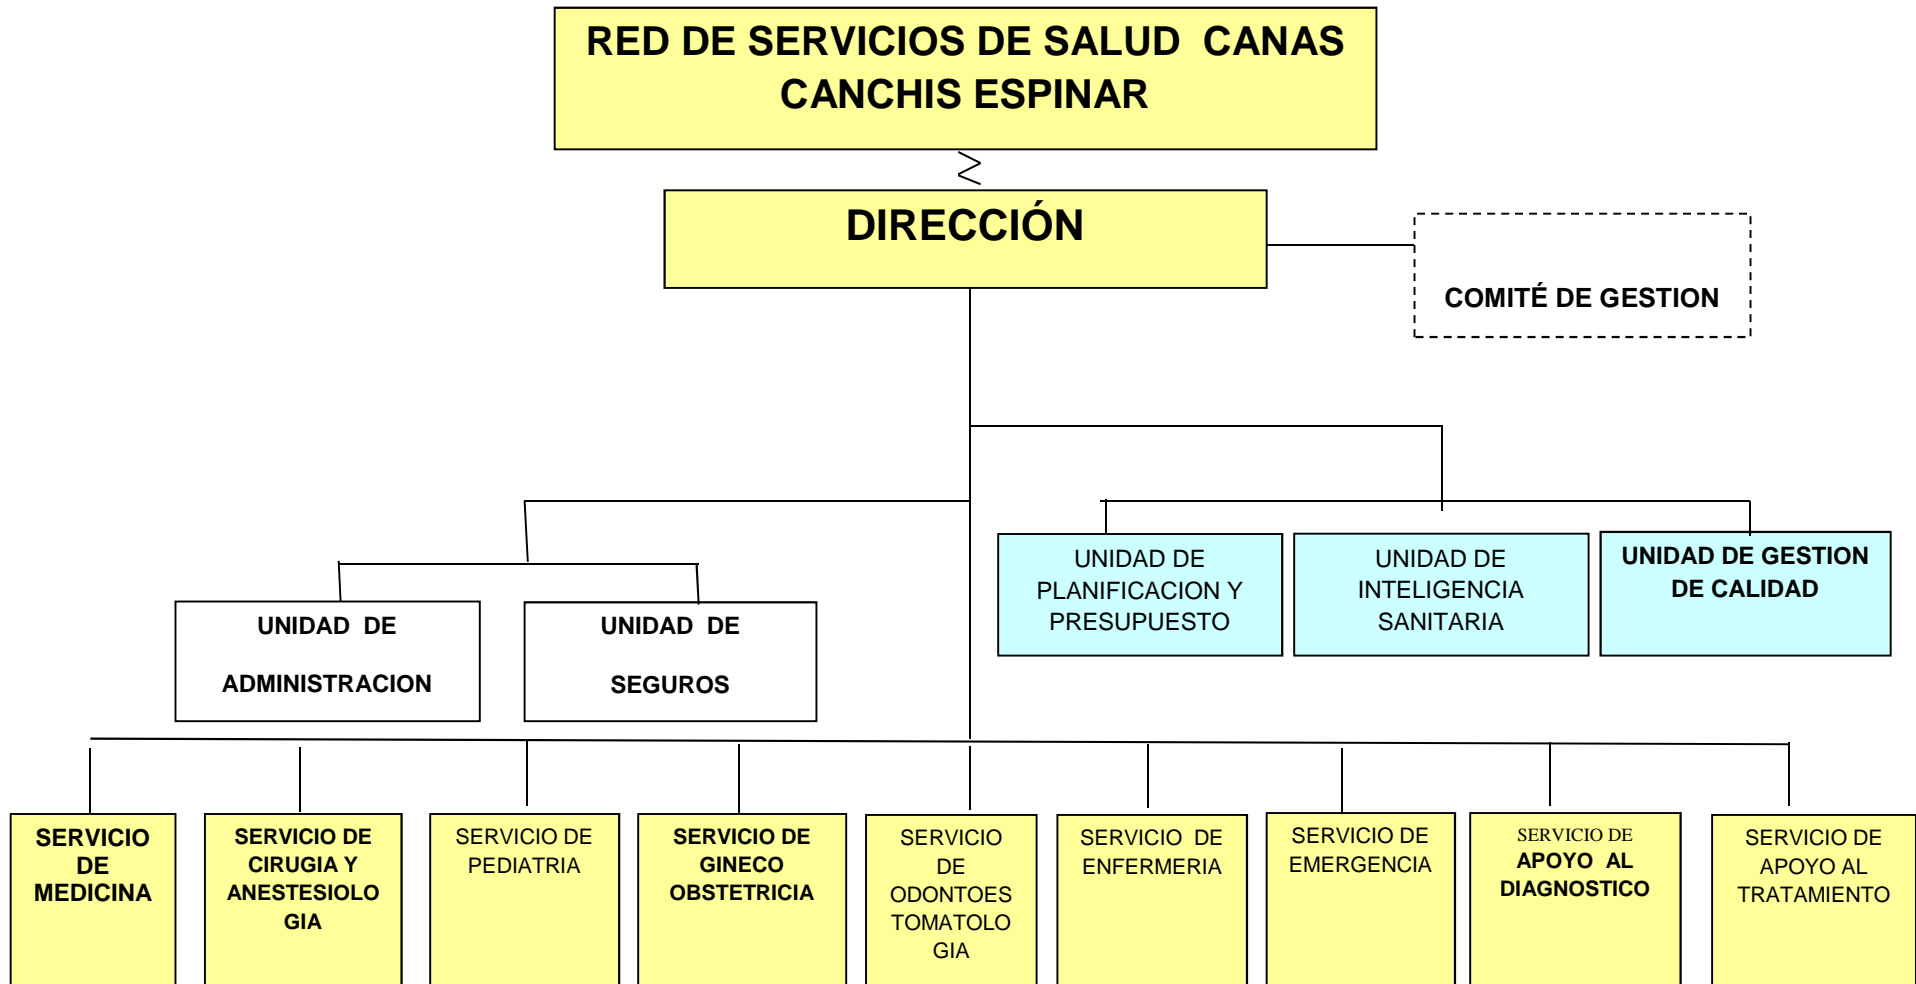 RED DE SERVICIOS DE SALUD CANAS
CANCHIS ESPINAR
DIRECCIÓN
COMITÉ DE GESTION
UNIDAD DE
PLANIFICACION Y
PRESUPUESTO
UNIDAD DE
INTELIGENCIA
SANITARIA
UNIDAD DE GESTION
DE CALIDAD
UNIDAD DE
ADMINISTRACION
UNIDAD DE
SEGUROS
SERVICIO
DE
MEDICINA
SERVICIO DE
CIRUGIA Y
ANESTESIOLO
GIA
SERVICIO DE
PEDIATRIA
SERVICIO DE
GINECO
OBSTETRICIA
SERVICIO
DE
ODONTOES
TOMATOLO
GIA
SERVICIO DE
ENFERMERIA
SERVICIO DE
EMERGENCIA
SERVICIO DE
APOYO AL
DIAGNOSTICO
SERVICIO DE
APOYO AL
TRATAMIENTO